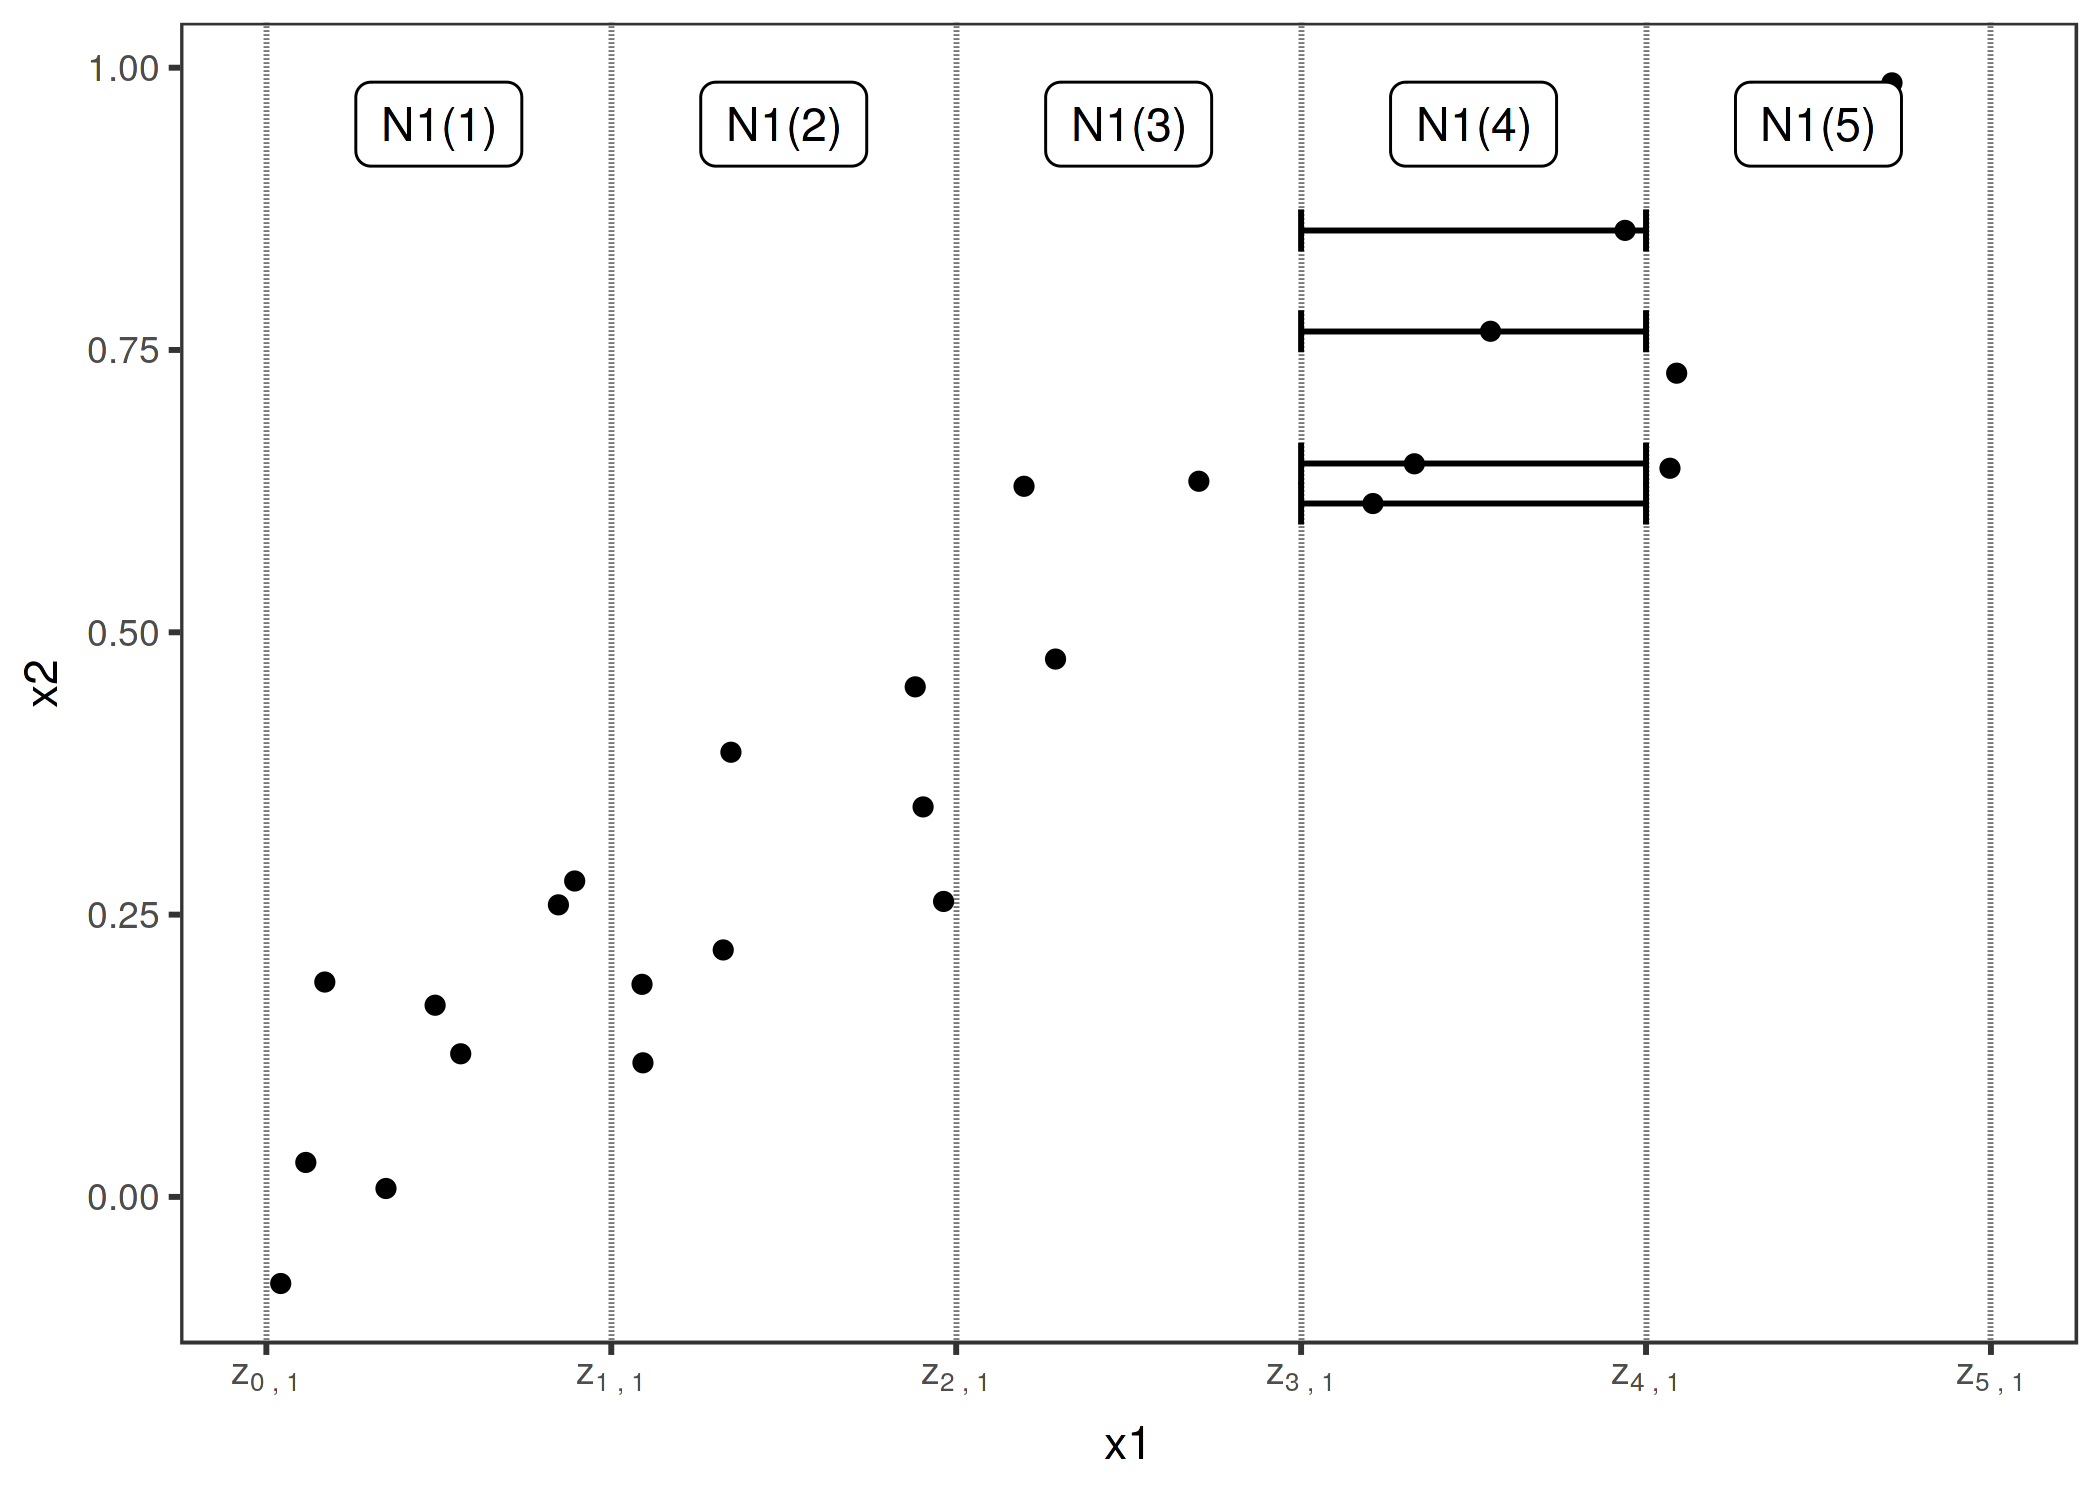 1.00
N1(1) N1(2) N1(3) N1(4) N1(5)
0.75
0.50
x2
0.25
0.00
z0 , 1 z1 , 1 z2 , 1 z3 , 1 z4 , 1 z5 , 1
x1